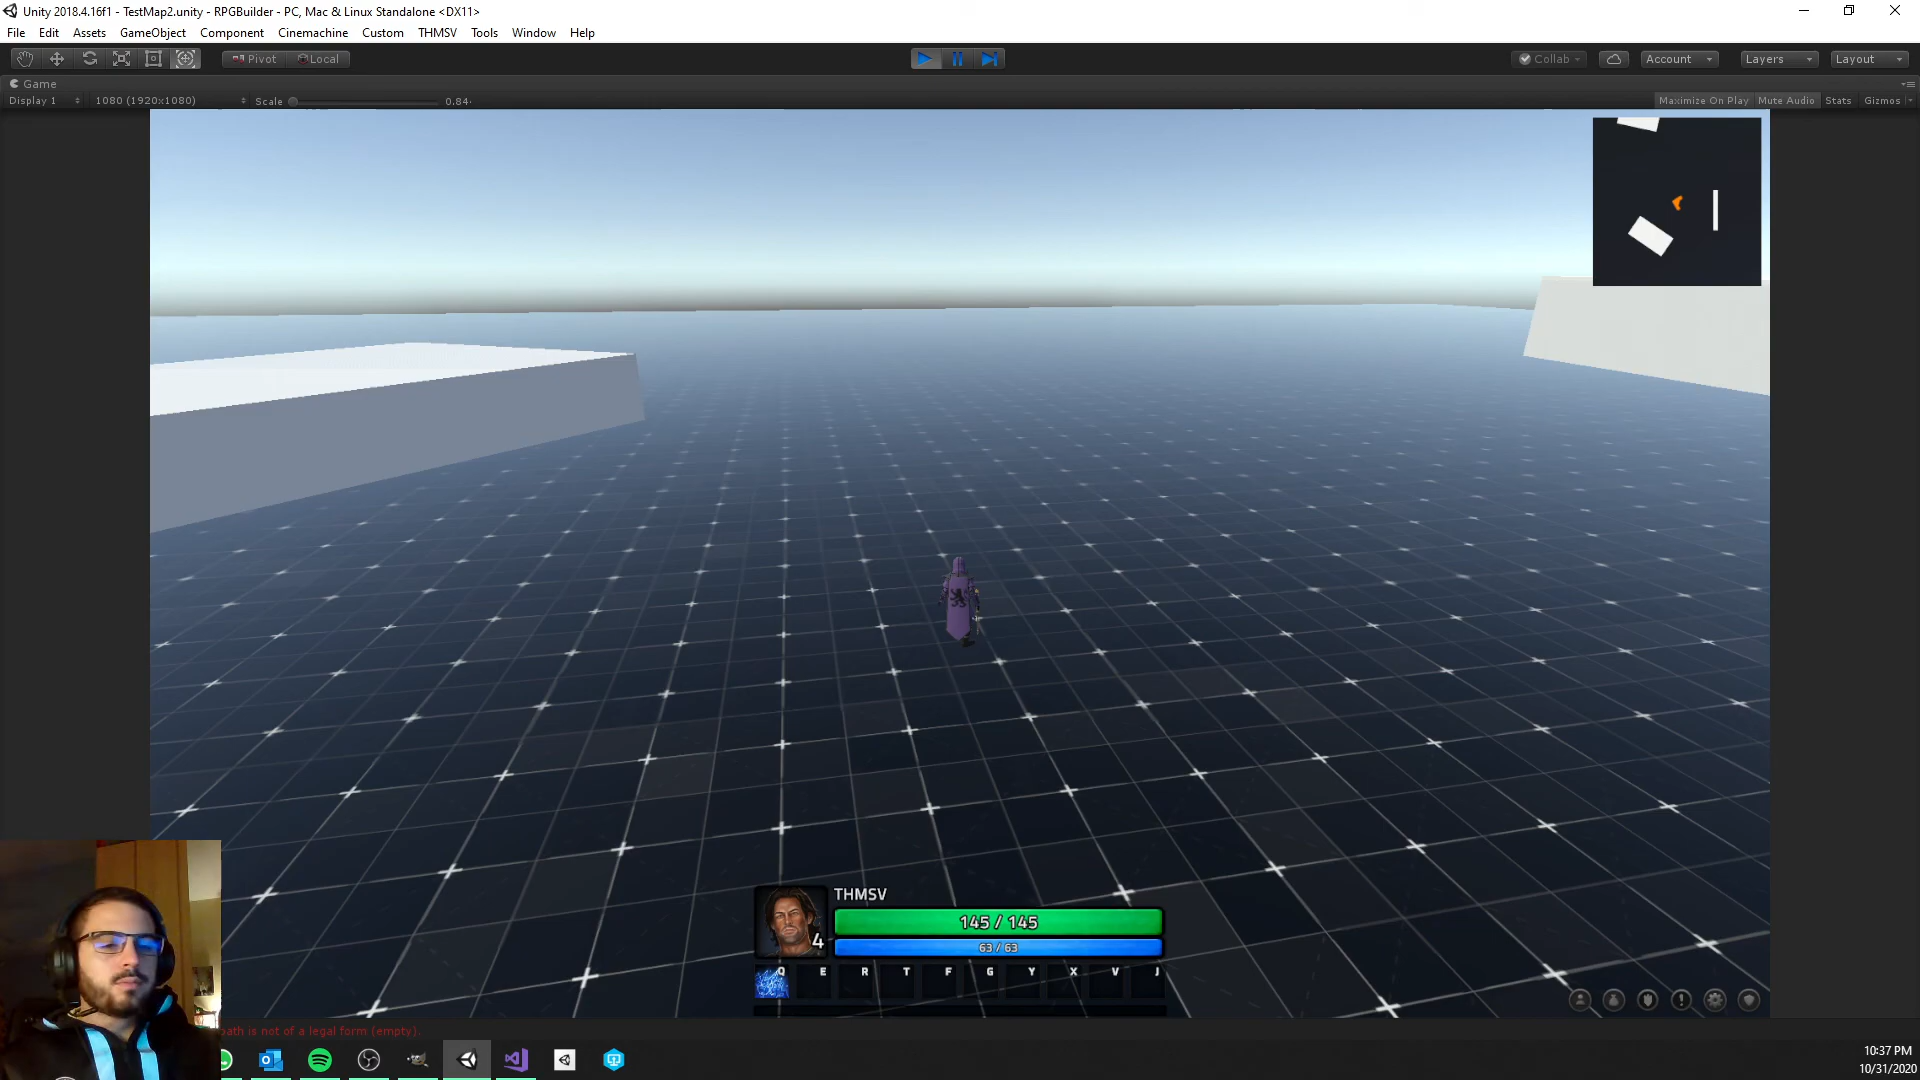 Unity 2018.4.16f1 - TestMap2.unity - RPGBuilder - PC, Mac & Linux Standalone <DX11>
File Edit Assets GameObject Component Cinemachine Custom THMSV Tools Window Help
Pivot Local Collab Account Layers Layout
Game
Display 1 1080 (1920x1080) Scale 0.84 Maximize On Play Mute Audio Stats Gizmos
THMSV
145 / 145
4
63 / 63
Q E R T F G Y X V J
path is not of a legal form (empty).
10:37 PM
10/31/2020